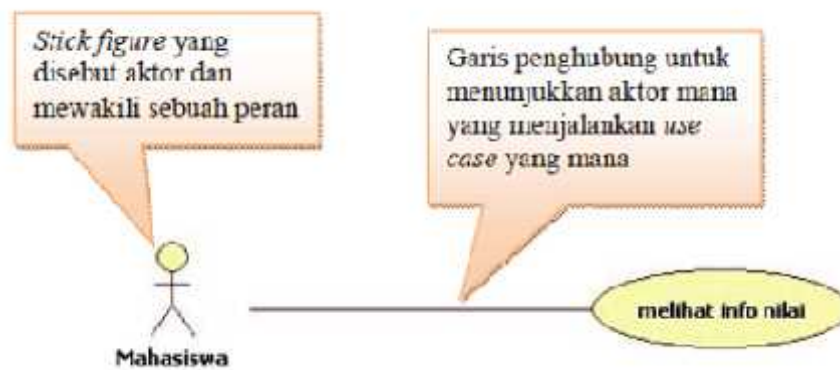 Stick figure yang
disebut aktor dan
mewakili sebuah peran
Garis penghubung untuk
menunjukkan aktor mana
yang menjalankan use
case yang mana
Mahasiswa
melihat info nilai